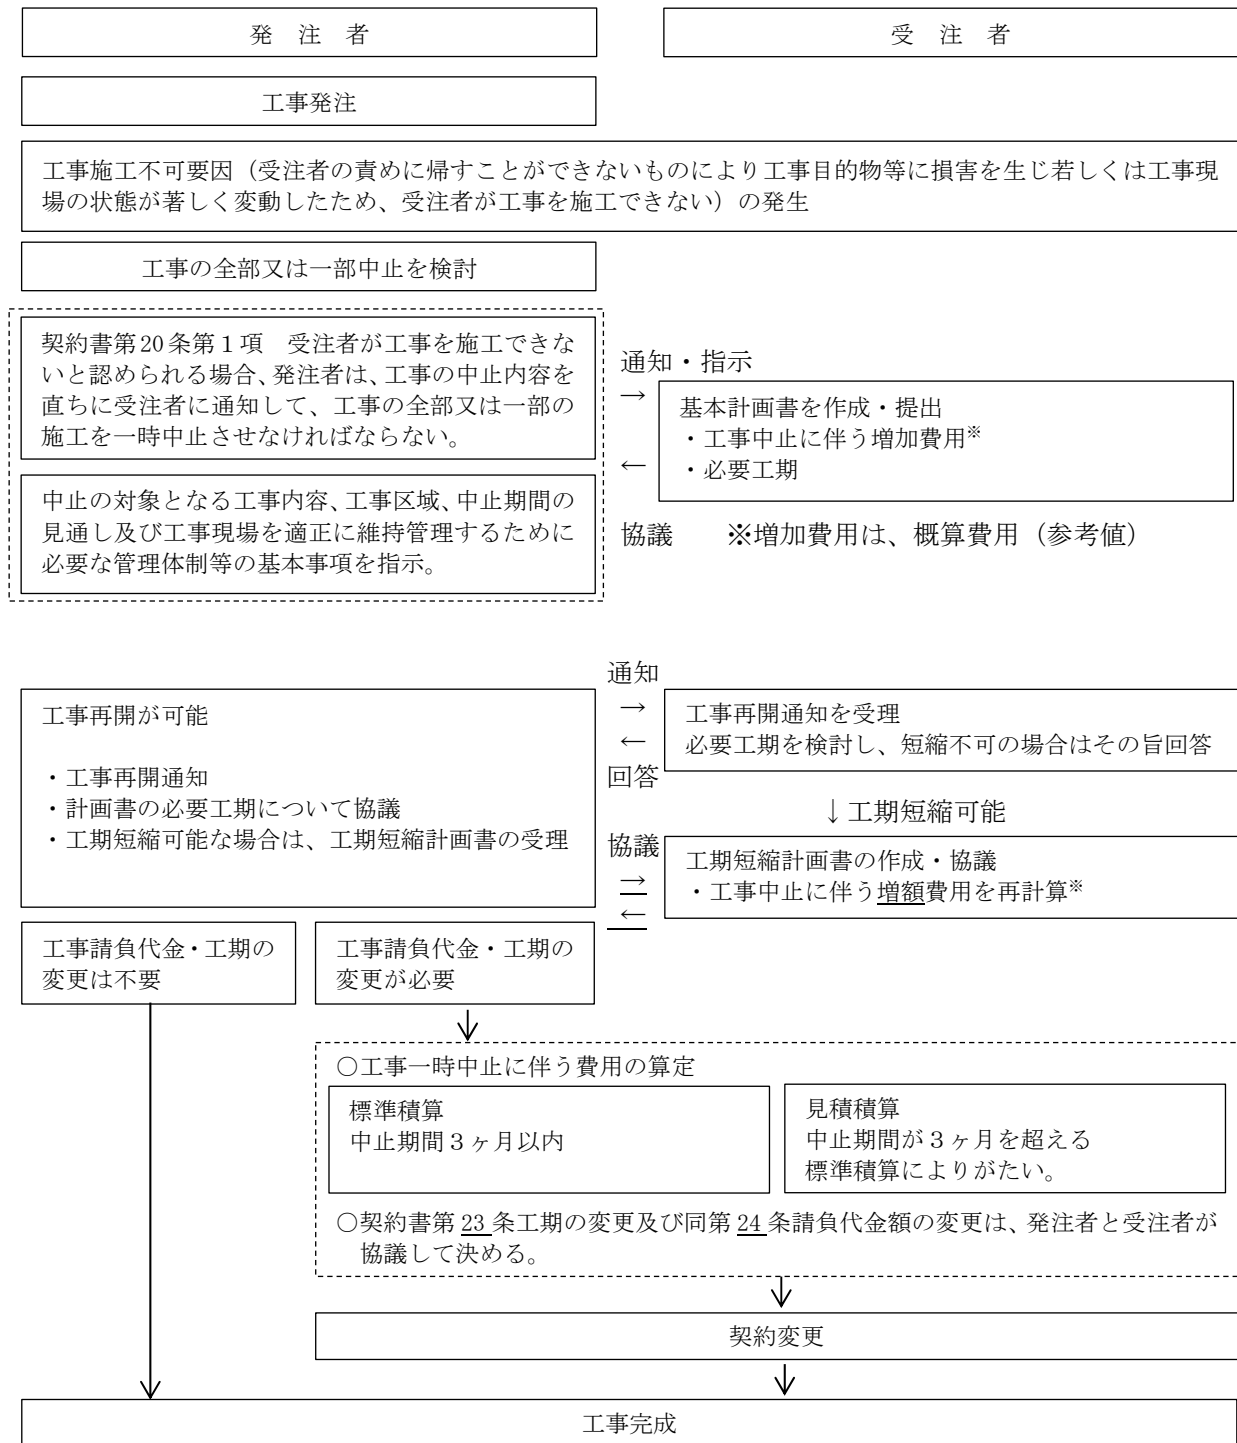 発 注 者
受 注 者
工事発注
工事施工不可要因（受注者の責めに帰すことができないものにより工事目的物等に損害を生じ若しくは工事現
場の状態が著しく変動したため、受注者が工事を施工できない）の発生
工事の全部又は一部中止を検討
契約書第20条第１項　受注者が工事を施工できな
いと認められる場合、発注者は、工事の中止内容を
直ちに受注者に通知して、工事の全部又は一部の
施工を一時中止させなければならない。
中止の対象となる工事内容、工事区域、中止期間の
見通し及び工事現場を適正に維持管理するために
必要な管理体制等の基本事項を指示。
通知・指示
→
←
協議
基本計画書を作成・提出
・工事中止に伴う増加費用※
・必要工期
※増加費用は、概算費用（参考値）
工事再開が可能
・工事再開通知
・計画書の必要工期について協議
・工期短縮可能な場合は、工期短縮計画書の受理
通知
→
←
回答
工事再開通知を受理
必要工期を検討し、短縮不可の場合はその旨回答
↓工期短縮可能
協議
→
←
工期短縮計画書の作成・協議
・工事中止に伴う増額費用を再計算※
工事請負代金・工期の
変更は不要
工事請負代金・工期の
変更が必要
○工事一時中止に伴う費用の算定
標準積算
中止期間３ヶ月以内
見積積算
中止期間が３ヶ月を超える
標準積算によりがたい。
○契約書第 23 条工期の変更及び同第 24 条請負代金額の変更は、発注者と受注者が
協議して決める。
契約変更
工事完成